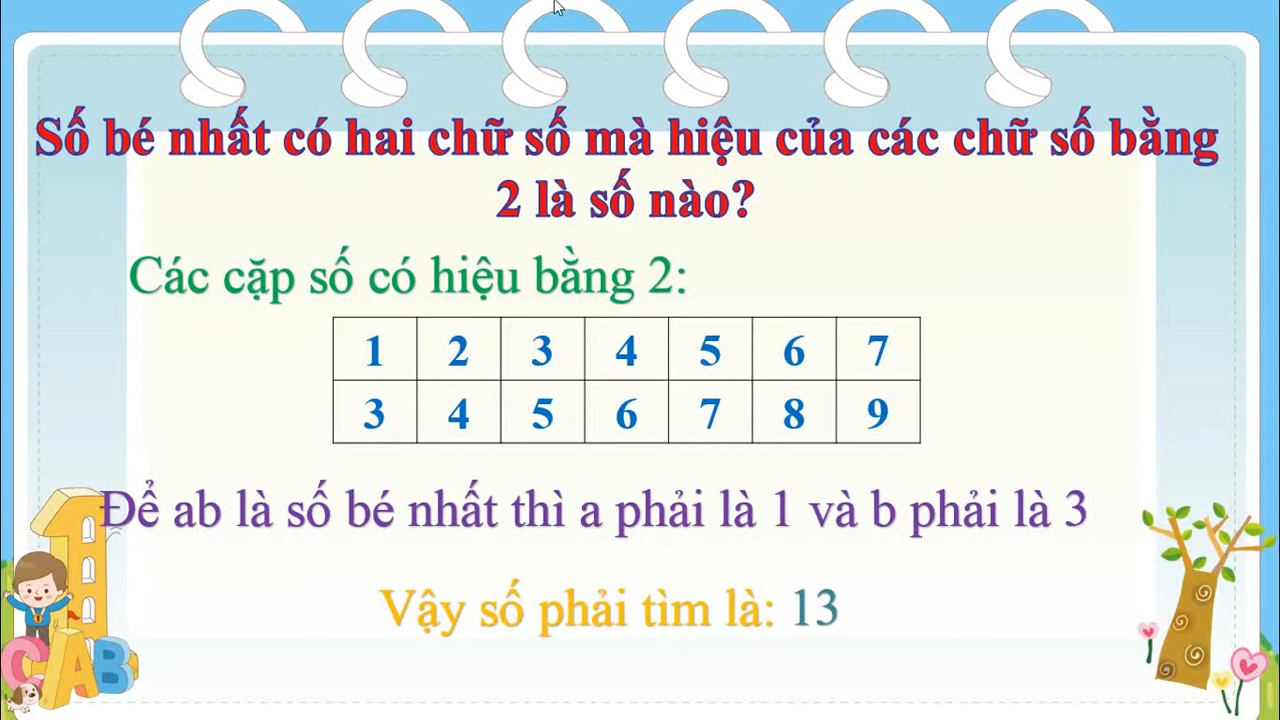 Số bé nhất có hai chữ số mà hiệu của các chữ số bằng
2 là số nào?
Các cặp số có hiệu bằng 2:
1 2 3 4 5 6 7
3 4 5 6 7 8 9
Để ab là số bé nhất thì a phải là 1 và b phải là 3
Vậy số phải tìm là: 13
CAB